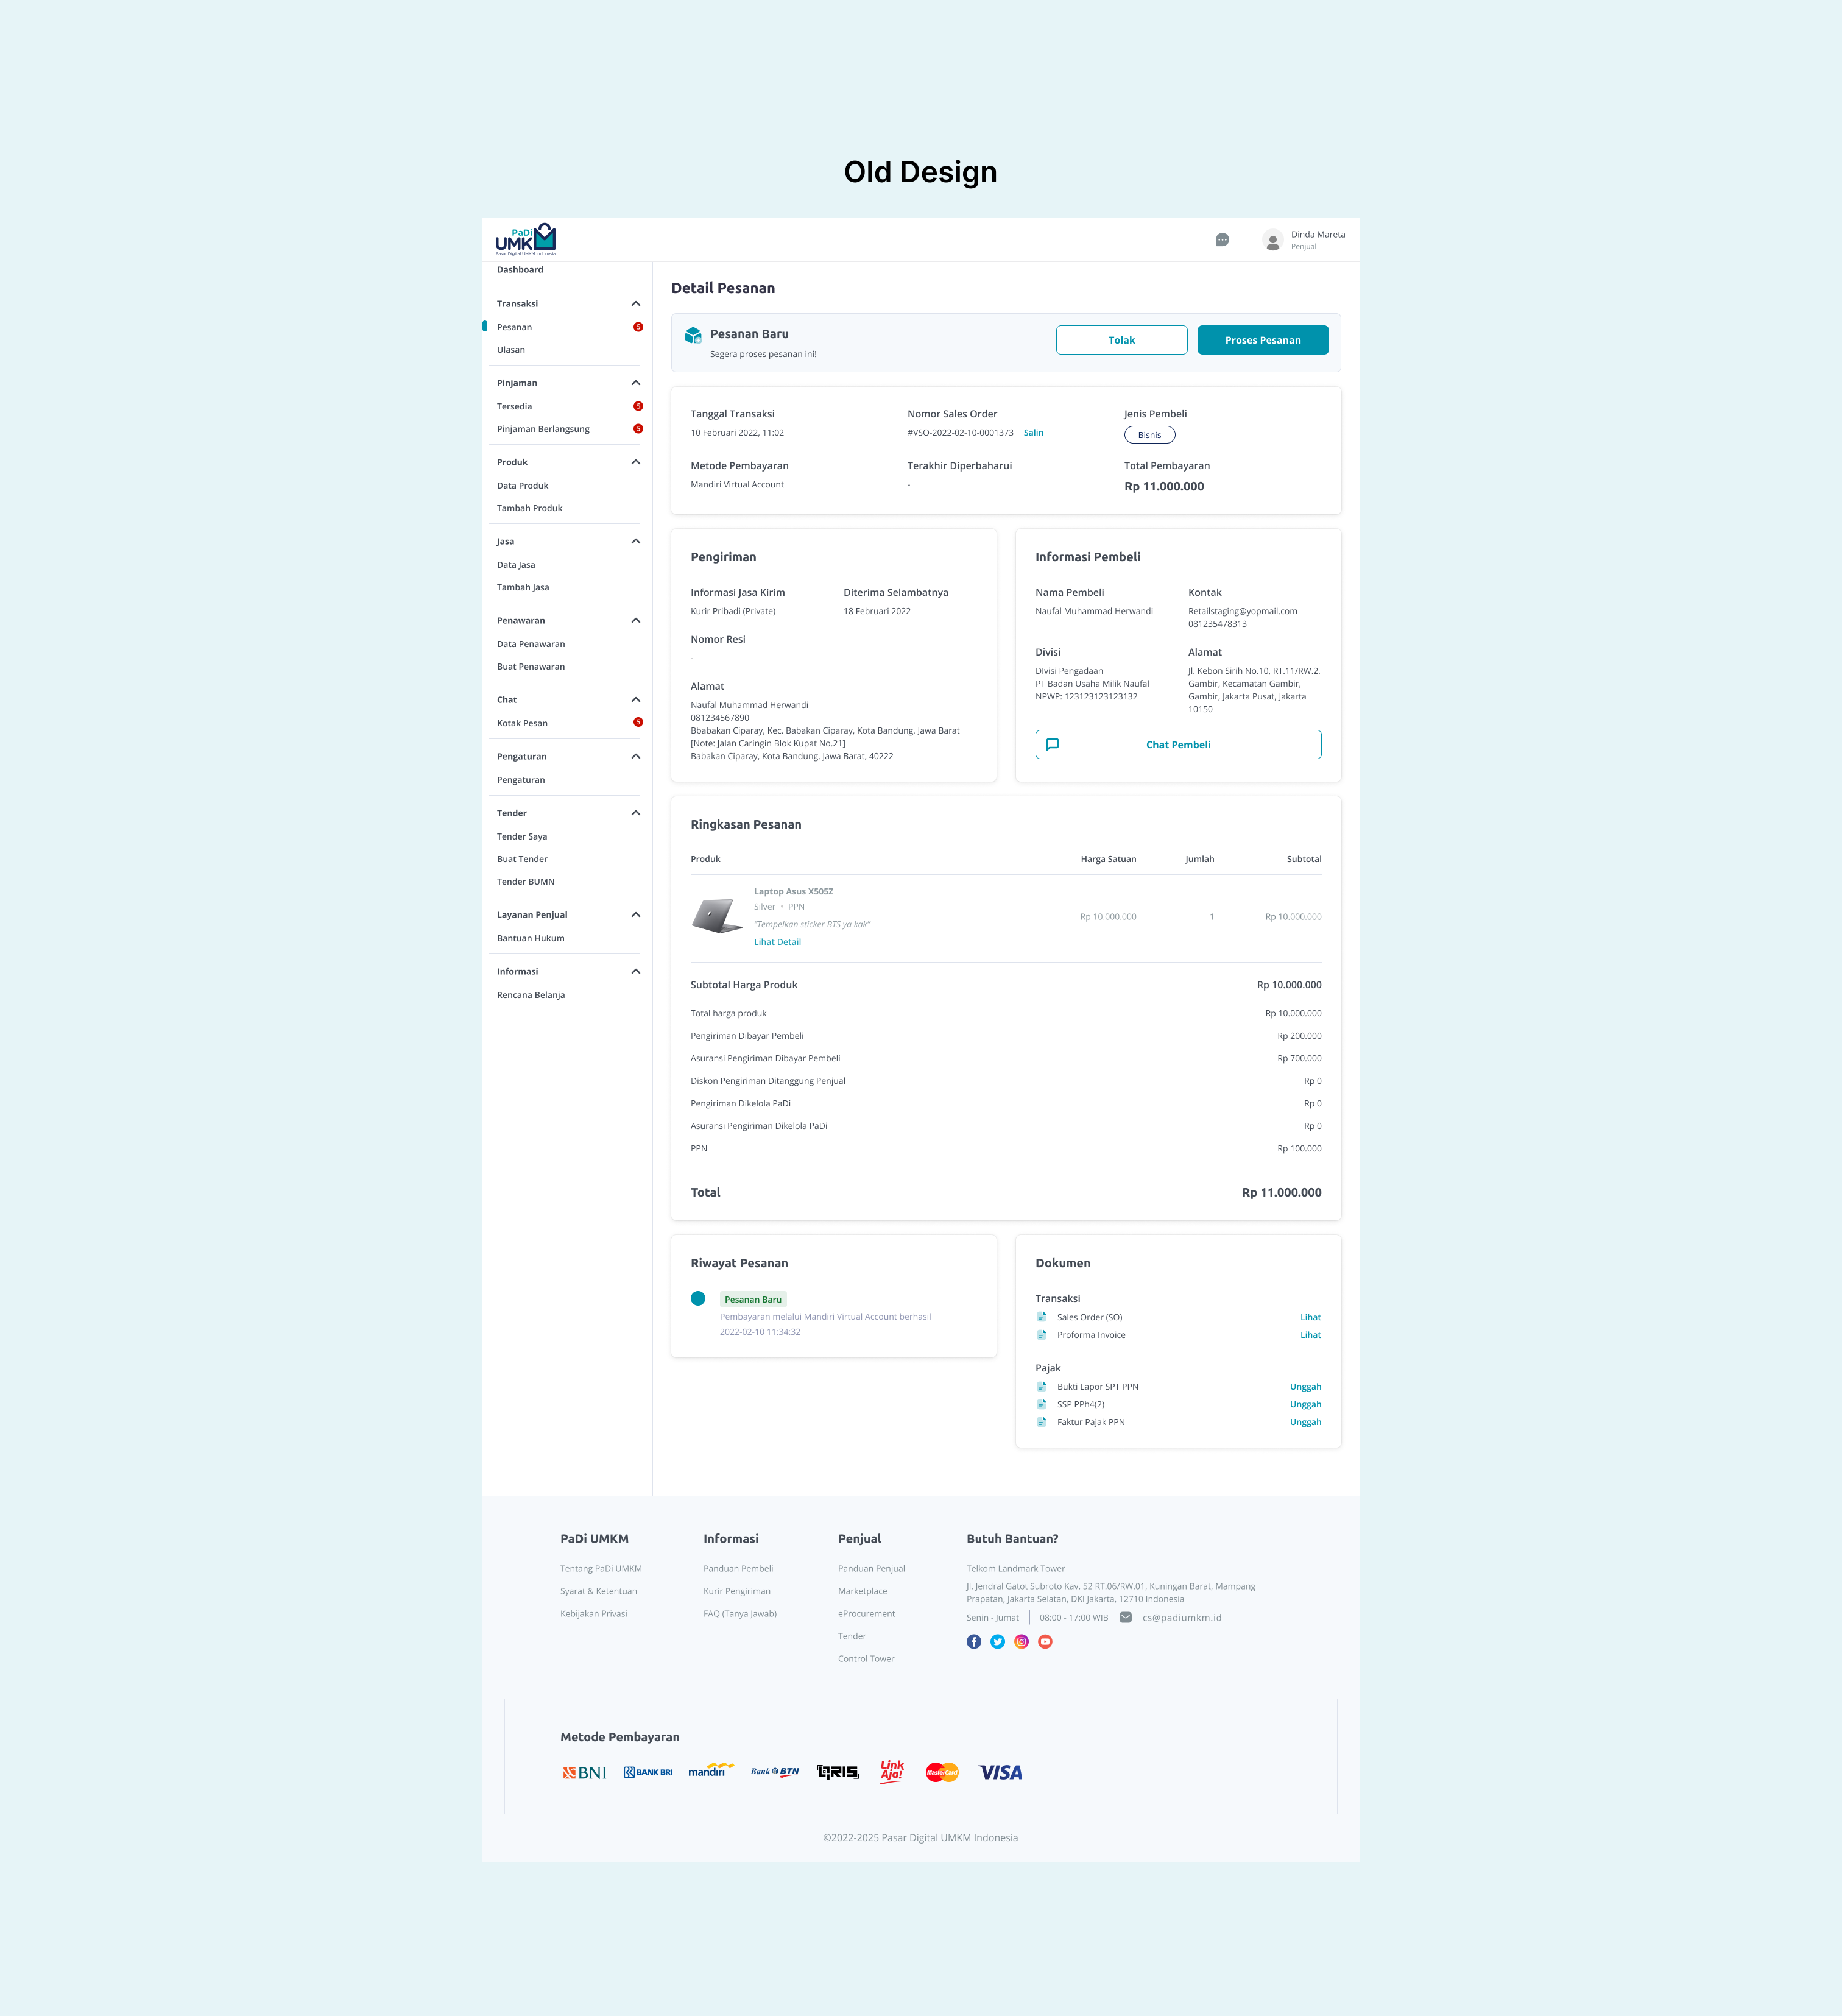 Old Design
PaDi
UMKM
Pasar Digital UMKM Indonesia
Dinda Mareta
Penjual
Dashboard
Transaksi
Pesanan 5
Ulasan
Pinjaman
Tersedia 5
Pinjaman Berlangsung 5
Produk
Data Produk
Tambah Produk
Jasa
Data Jasa
Tambah Jasa
Penawaran
Data Penawaran
Buat Penawaran
Chat
Kotak Pesan 5
Pengaturan
Pengaturan
Tender
Tender Saya
Buat Tender
Tender BUMN
Layanan Penjual
Bantuan Hukum
Informasi
Rencana Belanja
Detail Pesanan
Pesanan Baru
Segera proses pesanan ini!
Tolak
Proses Pesanan
Tanggal Transaksi
10 Februari 2022, 11:02
Nomor Sales Order
#VSO-2022-02-10-0001373 Salin
Jenis Pembeli
Bisnis
Metode Pembayaran
Mandiri Virtual Account
Terakhir Diperbaharui
-
Total Pembayaran
Rp 11.000.000
Pengiriman
Informasi Jasa Kirim
Kurir Pribadi (Private)
Diterima Selambatnya
18 Februari 2022
Nomor Resi
-
Alamat
Naufal Muhammad Herwandi
081234567890
Bbabakan Ciparay, Kec. Babakan Ciparay, Kota Bandung, Jawa Barat
[Note: Jalan Caringin Blok Kupat No.21]
Babakan Ciparay, Kota Bandung, Jawa Barat, 40222
Informasi Pembeli
Nama Pembeli
Naufal Muhammad Herwandi
Kontak
Retailstaging@yopmail.com
081235478313
Divisi
DIvisi Pengadaan
PT Badan Usaha Milik Naufal
NPWP: 123123123123132
Alamat
Jl. Kebon Sirih No.10, RT.11/RW.2,
Gambir, Kecamatan Gambir,
Gambir, Jakarta Pusat, Jakarta
10150
Chat Pembeli
Ringkasan Pesanan
Produk Harga Satuan Jumlah Subtotal
Laptop Asus X505Z
Silver • PPN
"Tempelkan sticker BTS ya kak"
Lihat Detail
Rp 10.000.000 1 Rp 10.000.000
Subtotal Harga Produk Rp 10.000.000
Total harga produk Rp 10.000.000
Pengiriman Dibayar Pembeli Rp 200.000
Asuransi Pengiriman Dibayar Pembeli Rp 700.000
Diskon Pengiriman Ditanggung Penjual Rp 0
Pengiriman Dikelola PaDi Rp 0
Asuransi Pengiriman Dikelola PaDi Rp 0
PPN Rp 100.000
Total Rp 11.000.000
Riwayat Pesanan
Pesanan Baru
Pembayaran melalui Mandiri Virtual Account berhasil
2022-02-10 11:34:32
Dokumen
Transaksi
Sales Order (SO) Lihat
Proforma Invoice Lihat
Pajak
Bukti Lapor SPT PPN Unggah
SSP PPh4(2) Unggah
Faktur Pajak PPN Unggah
PaDi UMKM
Tentang PaDi UMKM
Syarat & Ketentuan
Kebijakan Privasi
Informasi
Panduan Pembeli
Kurir Pengiriman
FAQ (Tanya Jawab)
Penjual
Panduan Penjual
Marketplace
eProcurement
Tender
Control Tower
Butuh Bantuan?
Telkom Landmark Tower
Jl. Jendral Gatot Subroto Kav. 52 RT.06/RW.01, Kuningan Barat, Mampang
Prapatan, Jakarta Selatan, DKI Jakarta, 12710 Indonesia
Senin - Jumat 08:00 - 17:00 WIB cs@padiumkm.id
Metode Pembayaran
BNI BANK BRI mandiri Bank BTN QRIS Link Aja! MasterCard VISA
©2022-2025 Pasar Digital UMKM Indonesia